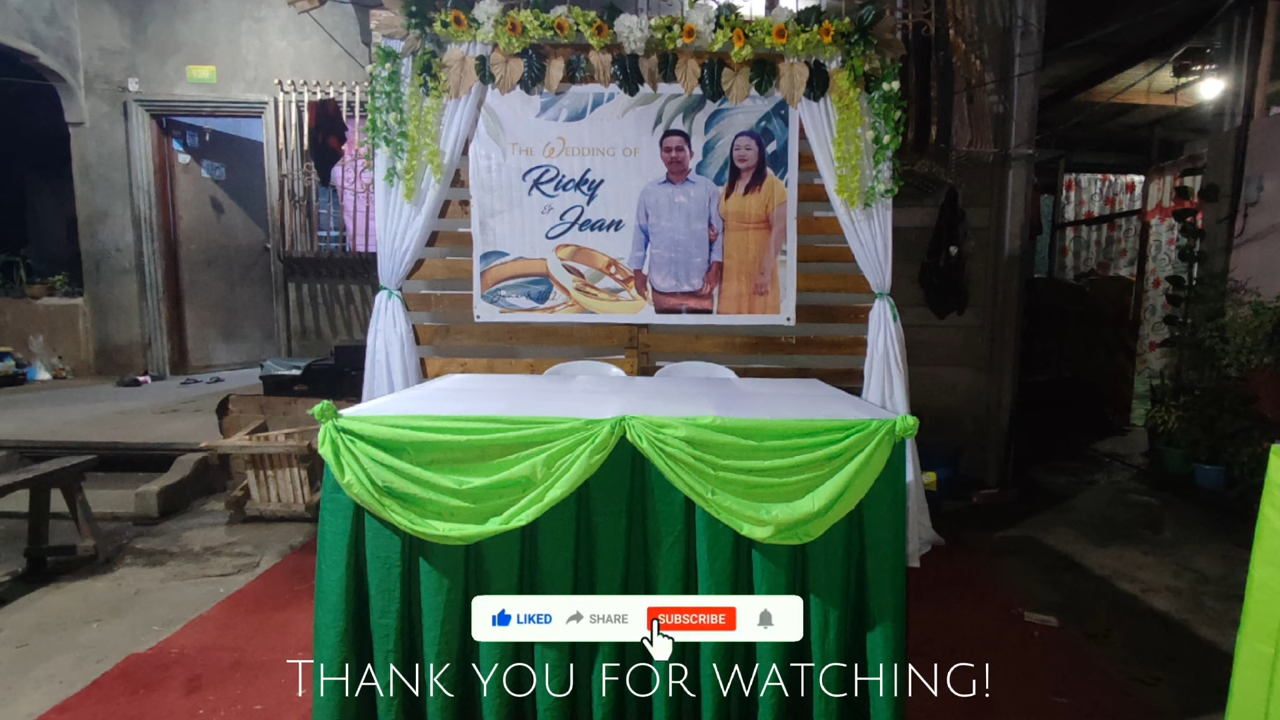 THE WEDDING OF
Ricky
&
Jean
LIKED SHARE SUBSCRIBE
THANK YOU FOR WATCHING!